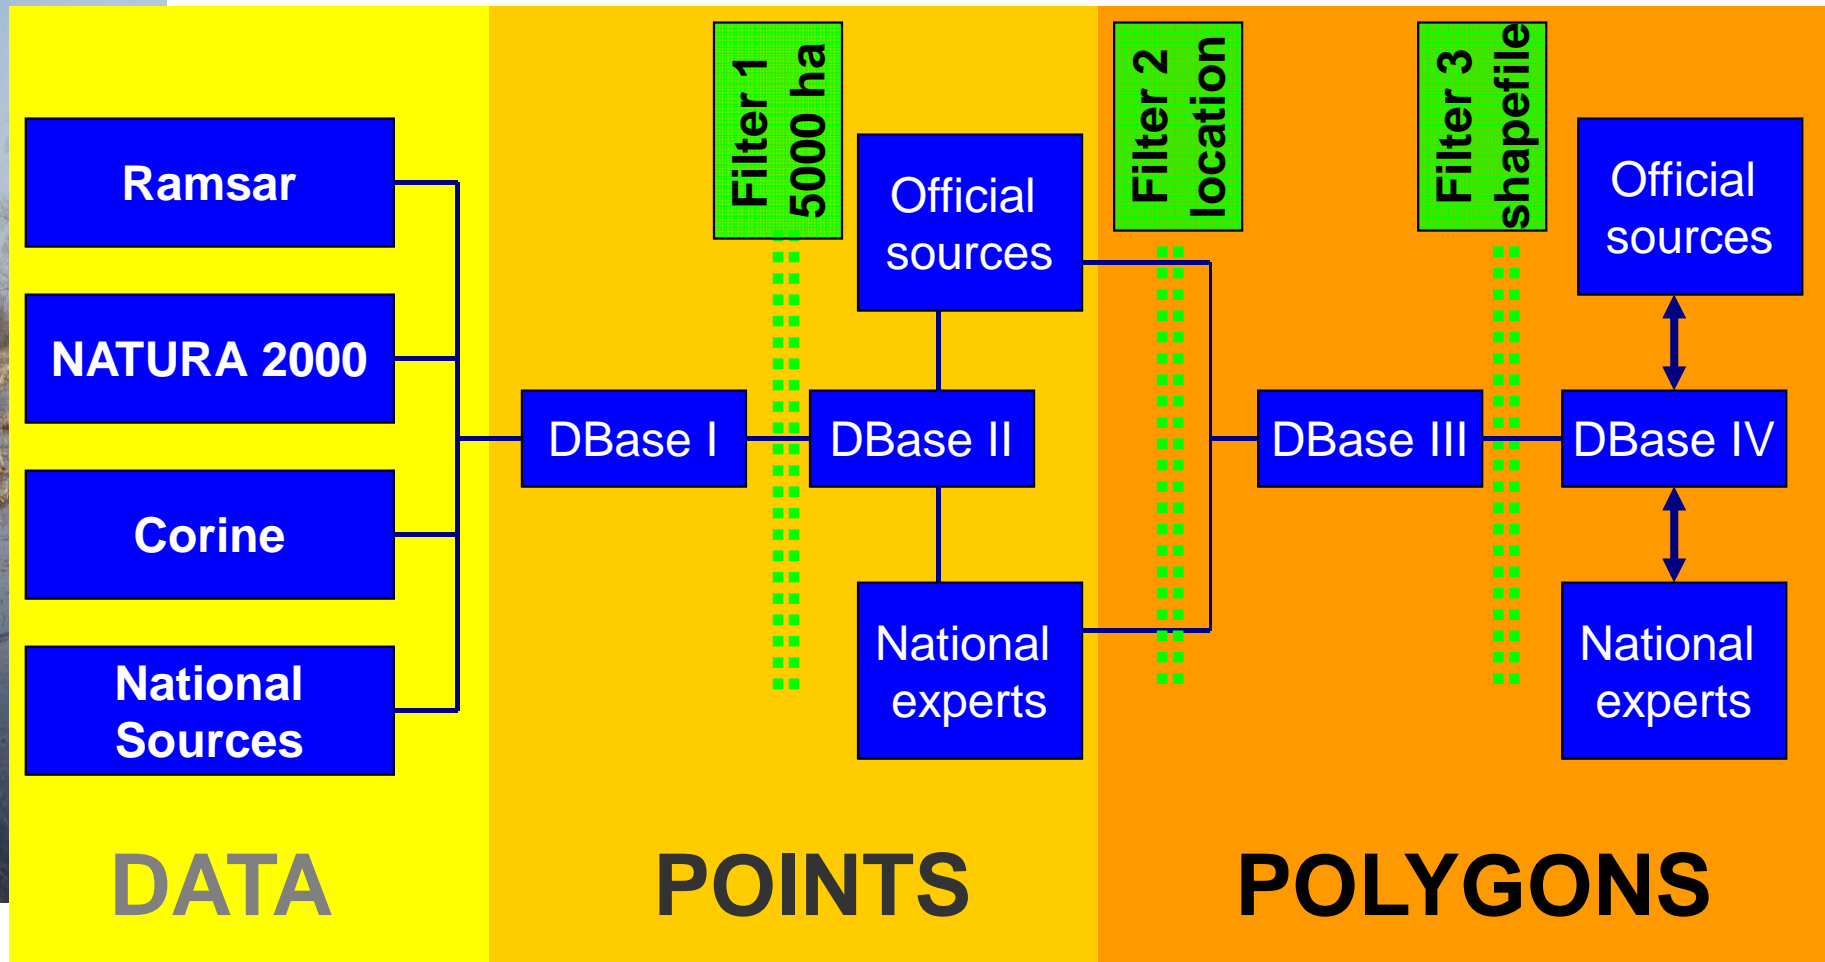 Ramsar
NATURA 2000
Corine
National
Sources
DATA
Filter 1
5000 ha
Official
sources
DBase I
DBase II
National
experts
POINTS
Filter 2
location
Filter 3
shapefile
Official
sources
DBase III
DBase IV
National
experts
POLYGONS